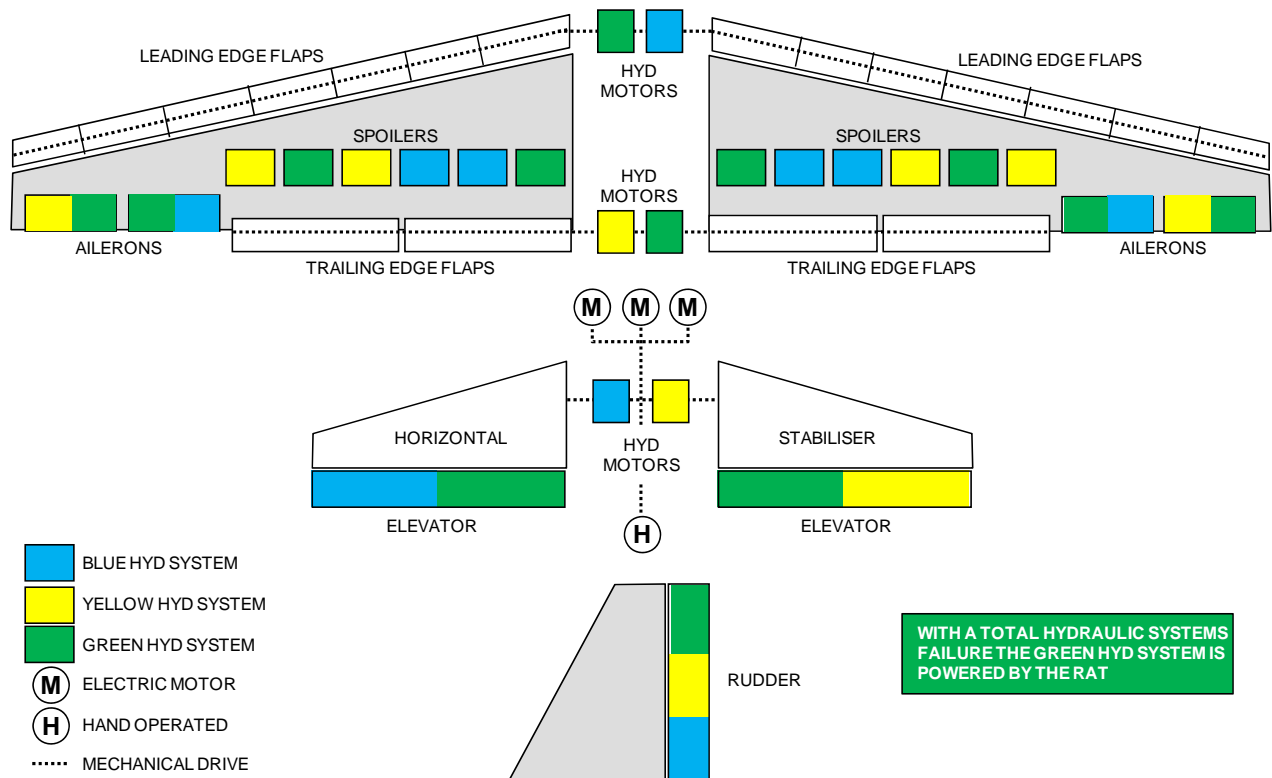 LEADING EDGE FLAPS
HYD
MOTORS
LEADING EDGE FLAPS
SPOILERS
SPOILERS
HYD
MOTORS
AILERONS
AILERONS
TRAILING EDGE FLAPS
TRAILING EDGE FLAPS
M
M
M
HORIZONTAL
HYD
MOTORS
STABILISER
ELEVATOR
ELEVATOR
H
BLUE HYD SYSTEM
YELLOW HYD SYSTEM
GREEN HYD SYSTEM
M ELECTRIC MOTOR
H HAND OPERATED
MECHANICAL DRIVE
RUDDER
WITH A TOTAL HYDRAULIC SYSTEMS
FAILURE THE GREEN HYD SYSTEM IS
POWERED BY THE RAT